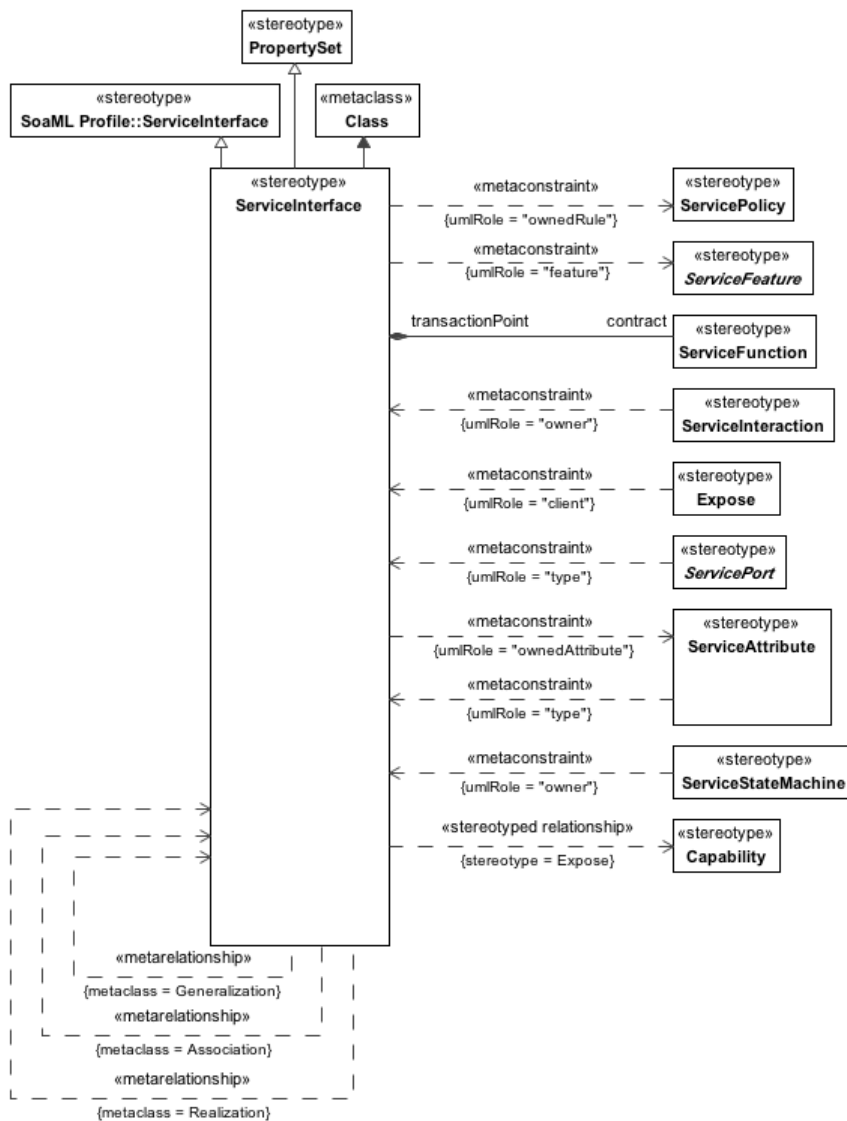 «stereotype»
PropertySet
«stereotype»
SoaML Profile::ServiceInterface
«metaclass»
Class
«stereotype»
ServiceInterface
«metaconstraint»
{umlRole = "ownedRule"}
«stereotype»
ServicePolicy
«metaconstraint»
{umlRole = "feature"}
«stereotype»
ServiceFeature
transactionPoint
contract
«stereotype»
ServiceFunction
«metaconstraint»
{umlRole = "owner"}
«stereotype»
ServiceInteraction
«metaconstraint»
{umlRole = "client"}
«stereotype»
Expose
«metaconstraint»
{umlRole = "type"}
«stereotype»
ServicePort
«metaconstraint»
{umlRole = "ownedAttribute"}
«stereotype»
ServiceAttribute
«metaconstraint»
{umlRole = "type"}
«metaconstraint»
{umlRole = "owner"}
«stereotype»
ServiceStateMachine
«stereotyped relationship»
{stereotype = Expose}
«stereotype»
Capability
«metarelationship»
{metaclass = Generalization}
«metarelationship»
{metaclass = Association}
«metarelationship»
{metaclass = Realization}